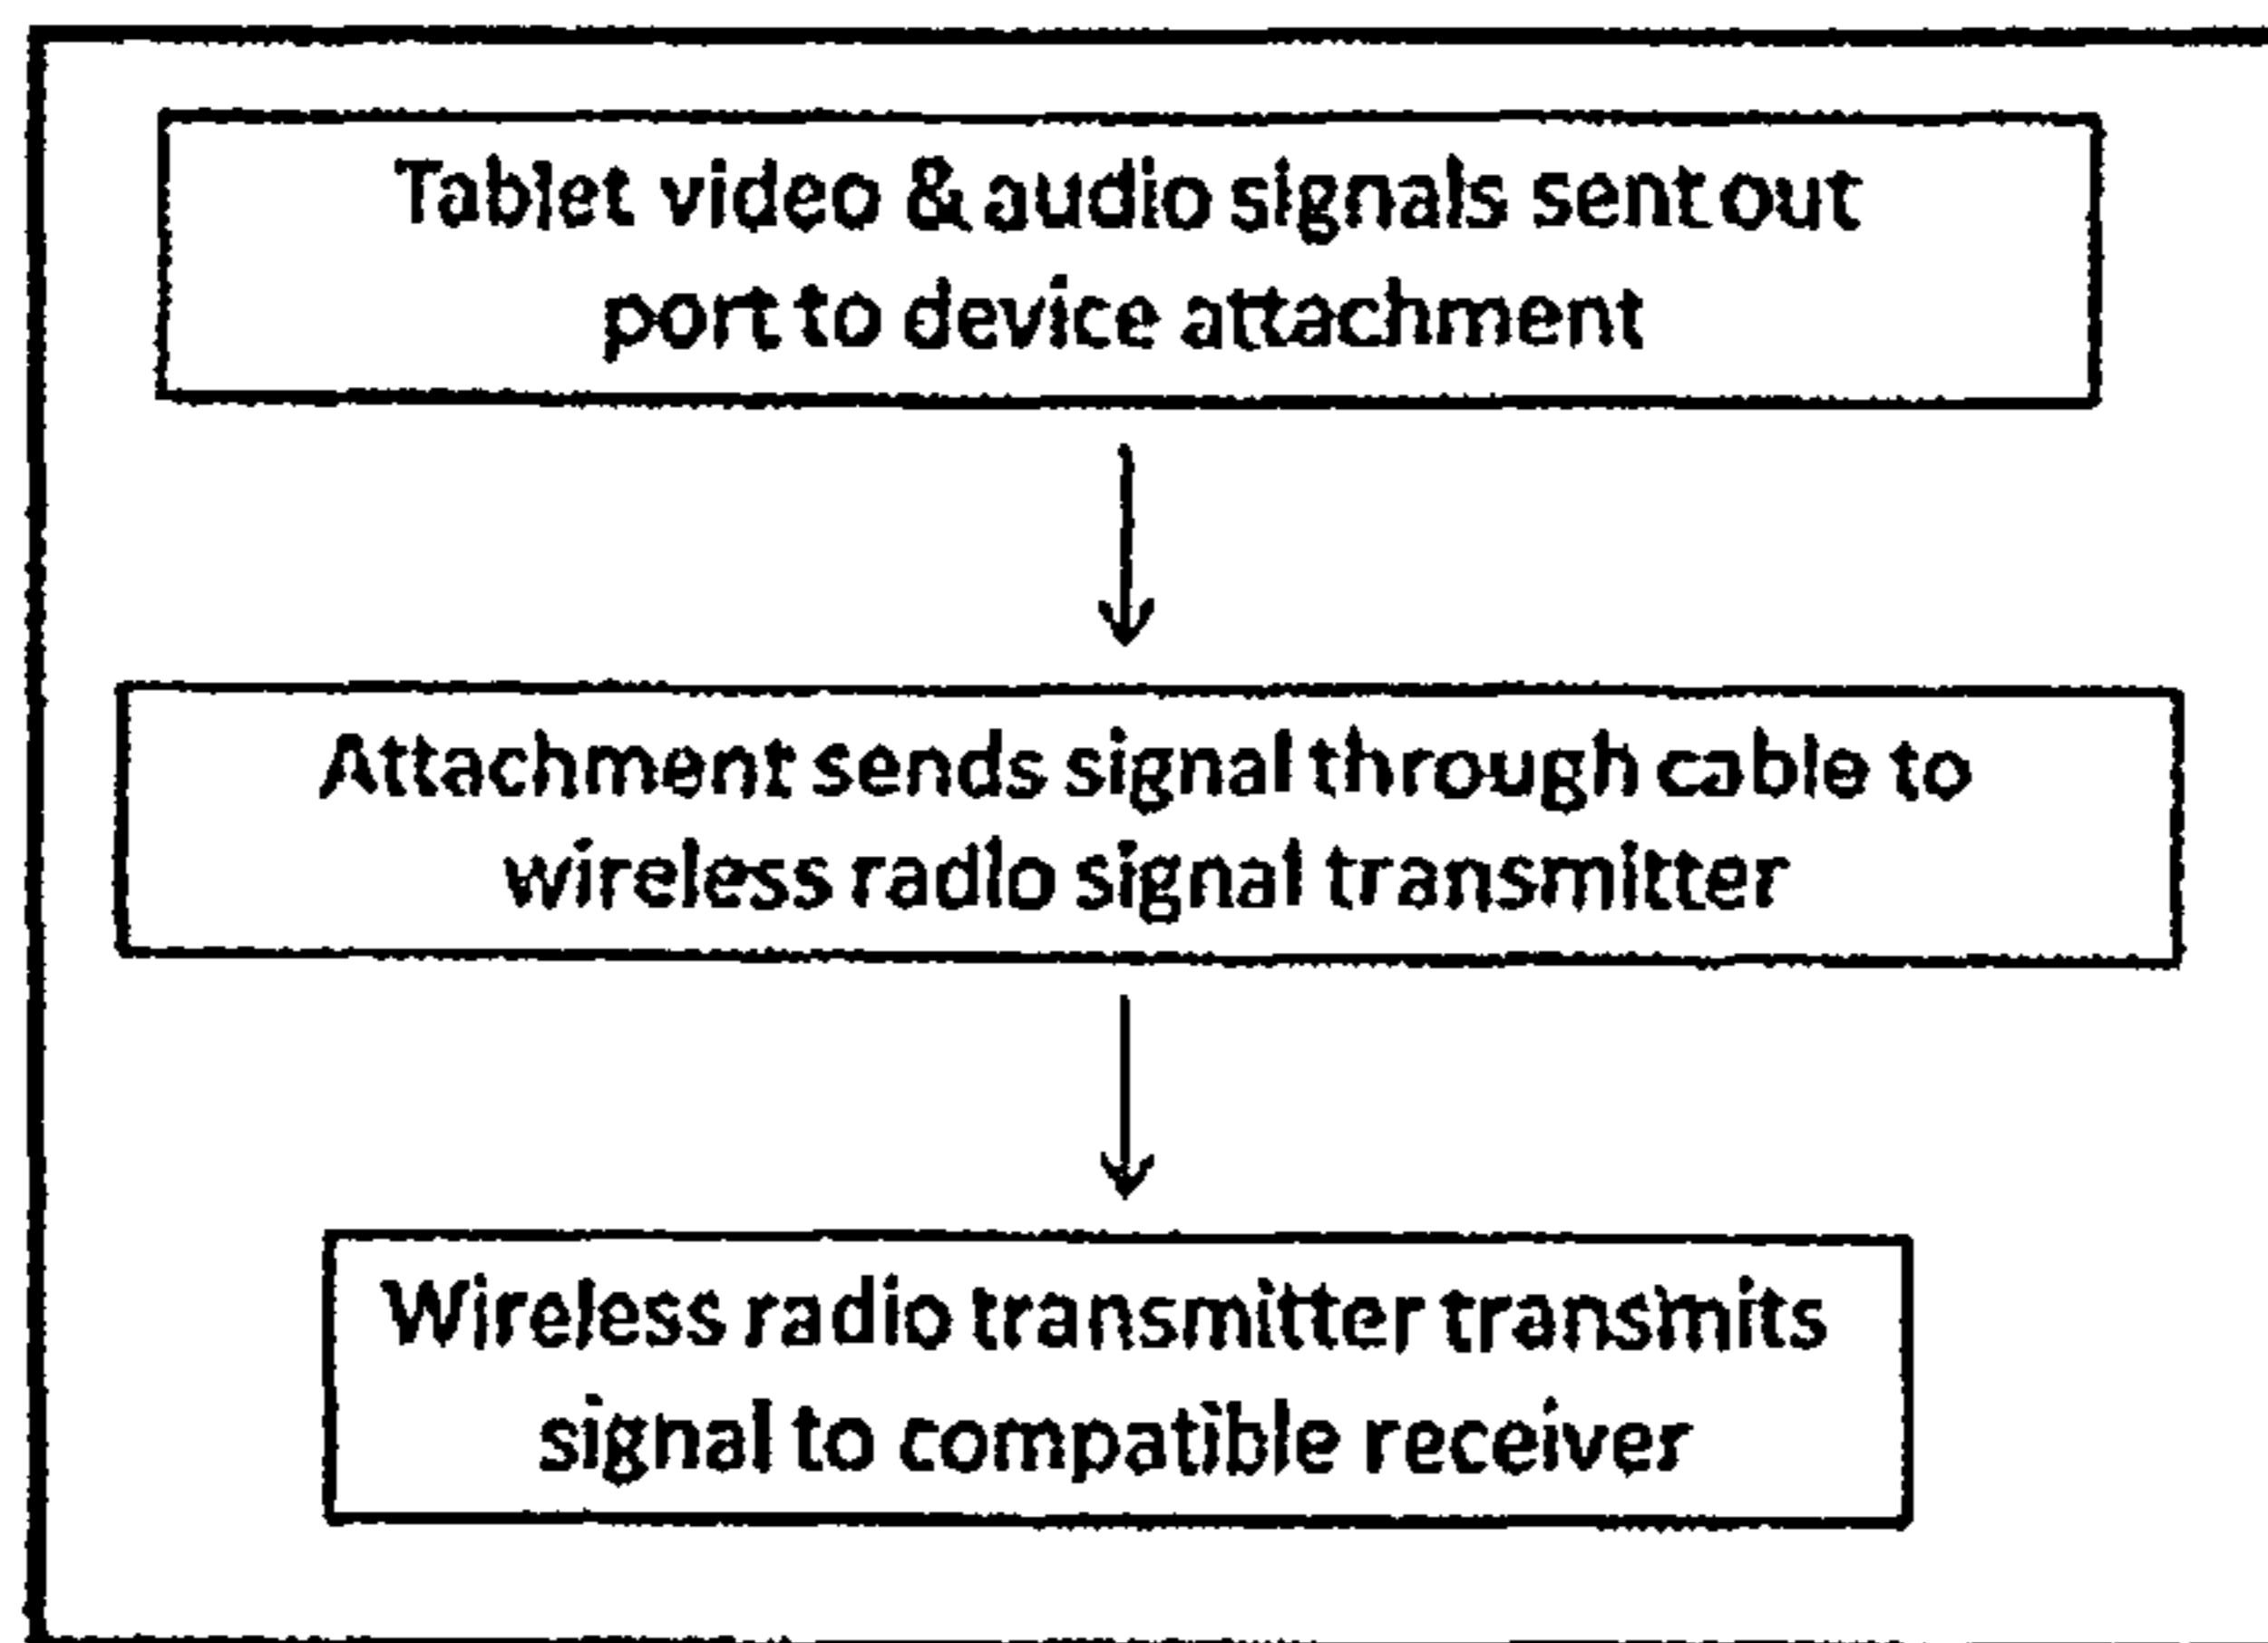 Tablet video & audio signals sent out
port to device attachment
Attachment sends signal through cable to
wireless radio signal transmitter
Wireless radio transmitter transmits
signal to compatible receiver